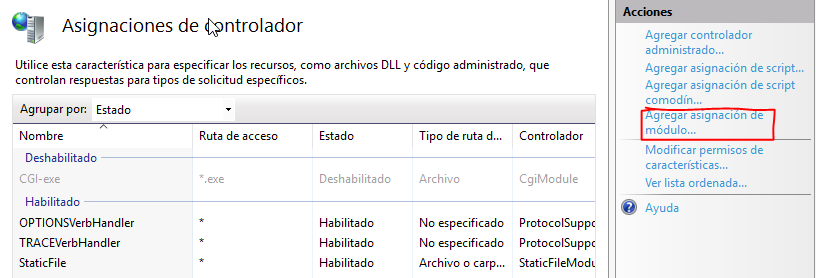 Asignaciones de controlador
Utilice esta característica para especificar los recursos, como archivos DLL y código administrado, que
controlan respuestas para tipos de solicitud específicos.
Agrupar por: Estado
Nombre Ruta de acceso Estado Tipo de ruta d... Controlador
Deshabilitado
CGI-exe *.exe Deshabilitado Archivo CgiModule
Habilitado
OPTIONSVerbHandler * Habilitado No especificado ProtocolSuppo
TRACEVerbHandler * Habilitado No especificado ProtocolSuppo
StaticFile * Habilitado Archivo o carp... StaticFileModu
Acciones
Agregar controlador
administrado...
Agregar asignación de script...
Agregar asignación de script
comodín...
Agregar asignación de
módulo...
Modificar permisos de
características...
Ver lista ordenada...
Ayuda